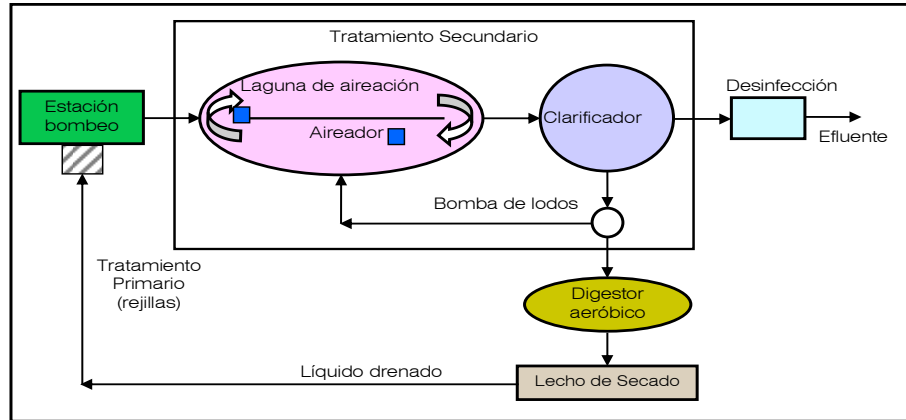 Tratamiento Secundario
Laguna de aireación
Estación
bombeo
Aireador
Clarificador
Desinfección
Efluente
Bomba de lodos
Tratamiento
Primario
(rejillas)
Digestor
aeróbico
Líquido drenado
Lecho de Secado